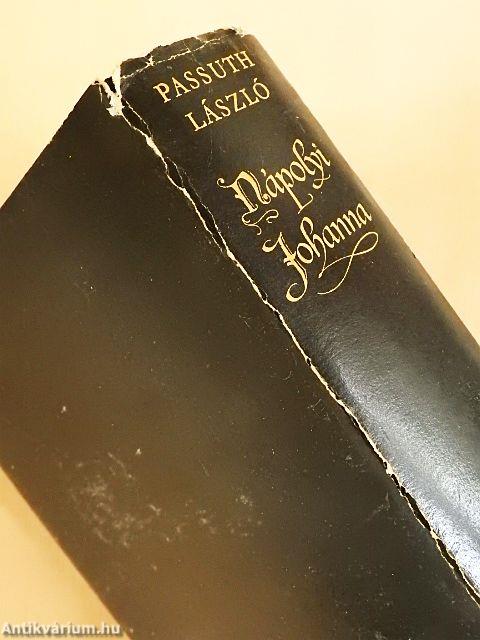 PASSUTH
LÁSZLÓ
Nápolyi
Johanna
Antikvárium.hu